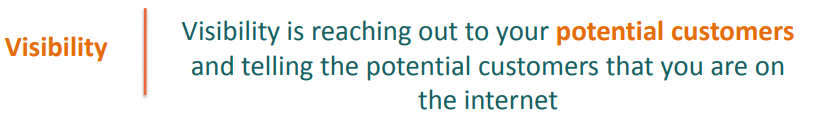 Visibility
Visibility is reaching out to your potential customers
and telling the potential customers that you are on
the internet